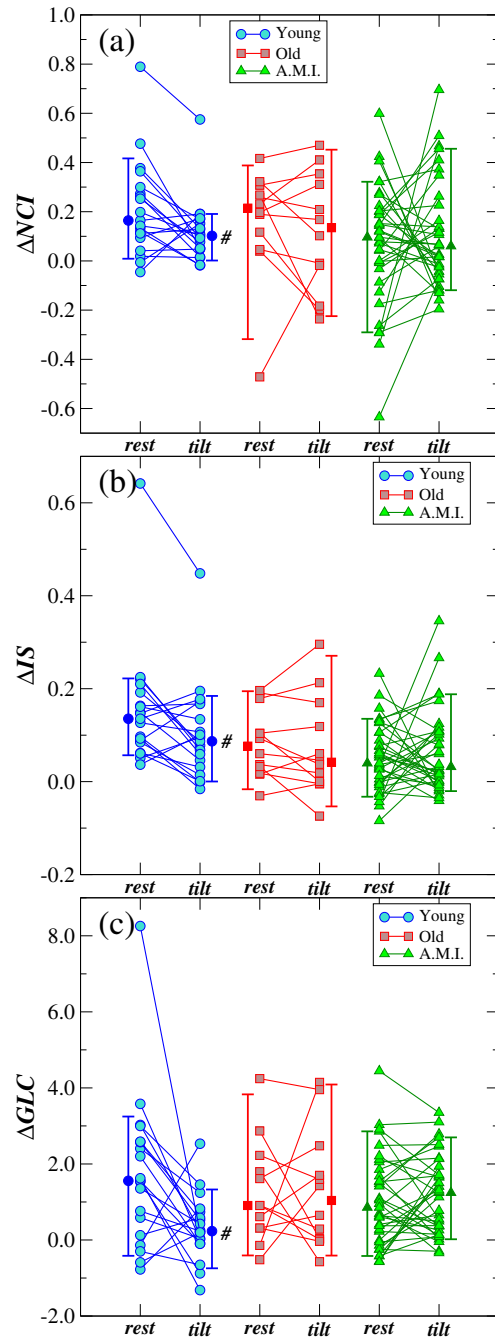 (a)
Young
Old
A.M.I.
1.0
0.8
0.6
0.4
0.2
0.0
-0.2
-0.4
-0.6
ΔNCI
#
rest tilt rest tilt rest tilt
(b)
Young
Old
A.M.I.
0.6
0.4
0.2
0.0
-0.2
ΔIS
#
rest tilt rest tilt rest tilt
(c)
Young
Old
A.M.I.
8.0
6.0
4.0
2.0
0.0
-2.0
ΔGLC
#
rest tilt rest tilt rest tilt